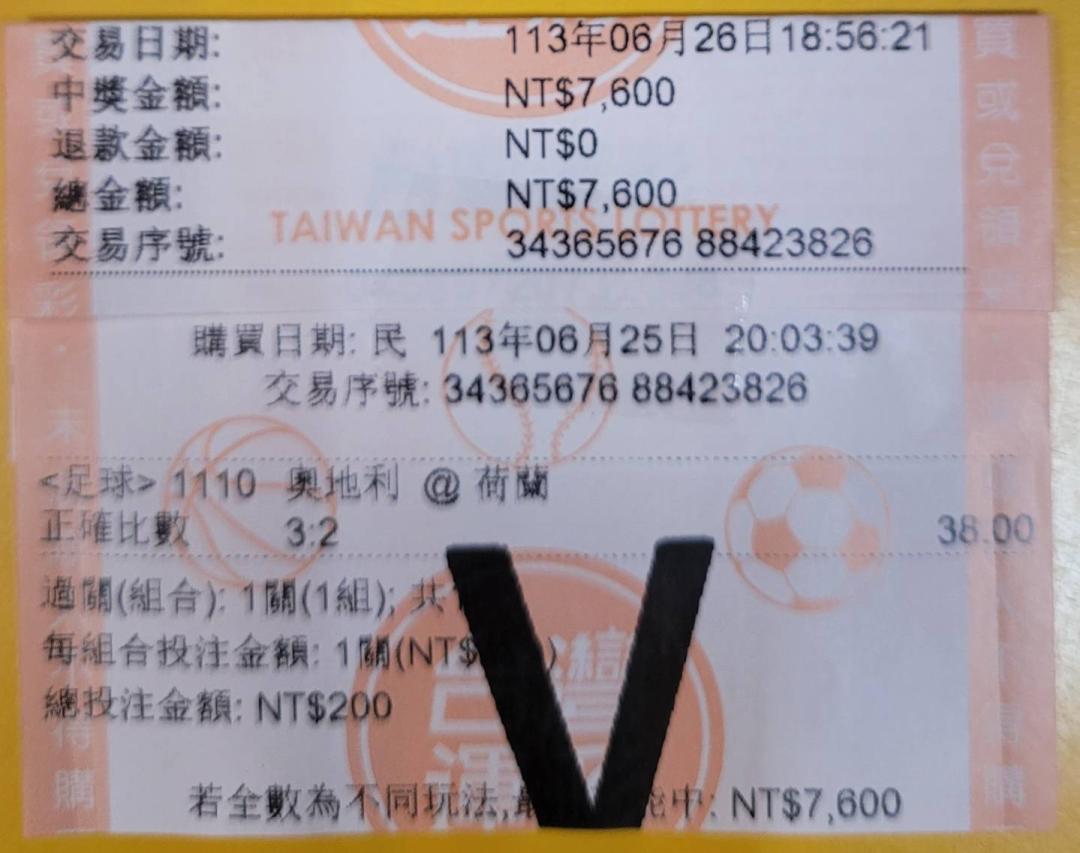 交易日期: 113年06月26日18:56:21
中獎金額: NT$7,600
退款金額: NT$0
總金額: NT$7,600
TAIWAN SPORTS LOTTERY
交易序號: 34365676 88423826
購買日期: 民 113年06月25日 20:03:39
交易序號: 34365676 88423826
<足球> 1110 奧地利 @ 荷蘭
正確比數 3:2 38.00
過關(組合): 1關(1組); 共
每組合投注金額: 1關(NT$ )
總投注金額: NT$200
若全數為不同玩法, 中: NT$7,600